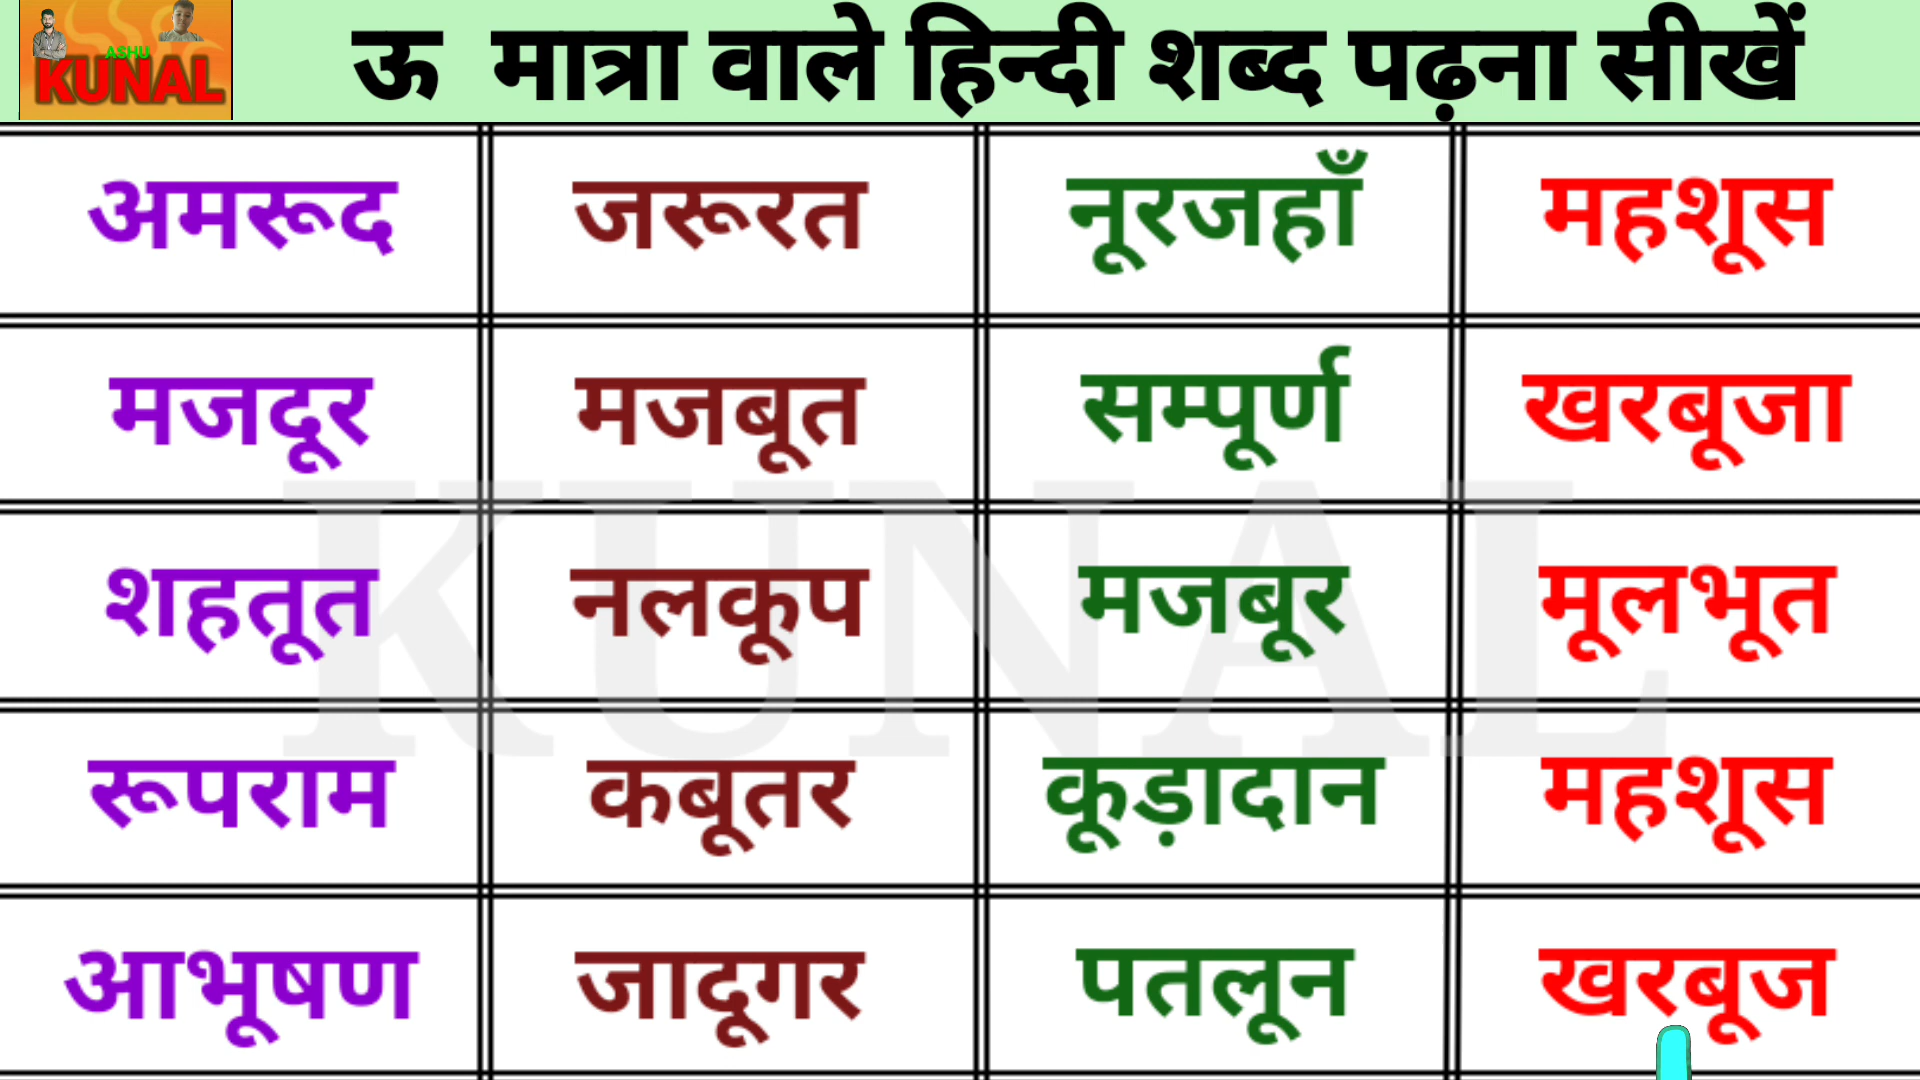 ASHU
KUNAL
ऊ मात्रा वाले हिन्दी शब्द पढ़ना सीखें
अमरूद जरूरत नूरजहाँ महशूस
मजदूर मजबूत सम्पूर्ण खरबूजा
शहतूत नलकूप मजबूर मूलभूत
रूपराम कबूतर कूड़ादान महशूस
आभूषण जादूगर पतलून खरबूज
KUNAL